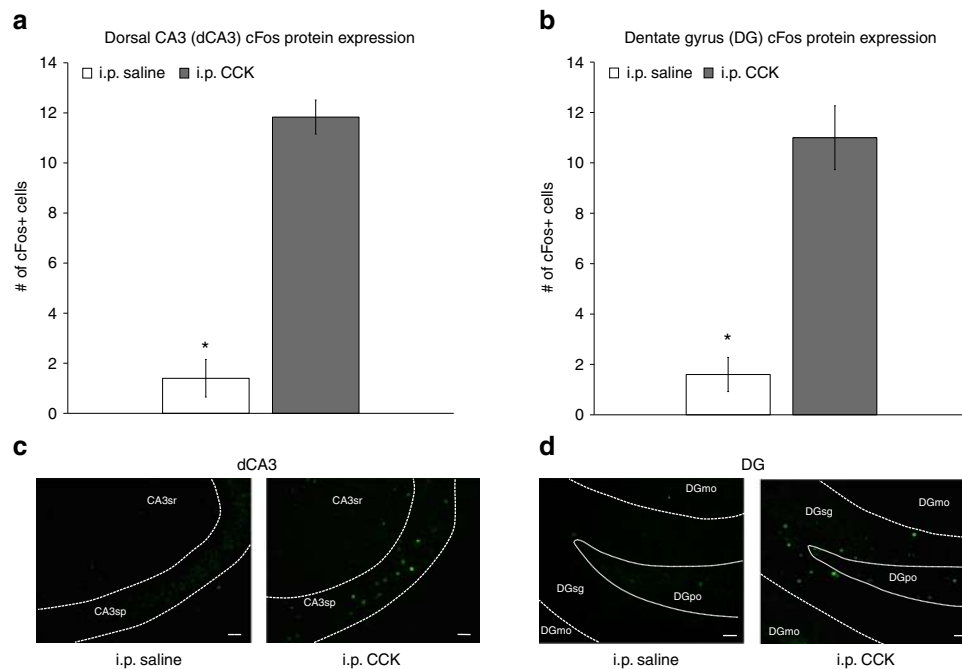 a
Dorsal CA3 (dCA3) cFos protein expression
i.p. saline i.p. CCK
# of cFos+ cells
14
12
10
8
6
4
2
0
*
b
Dentate gyrus (DG) cFos protein expression
i.p. saline i.p. CCK
# of cFos+ cells
14
12
10
8
6
4
2
0
*
c
dCA3
CA3sr
CA3sp
i.p. saline
CA3sr
CA3sp
i.p. CCK
d
DG
DGmo
DGsg
DGpo
DGmo
i.p. saline
DGmo
DGsg
DGpo
DGmo
i.p. CCK